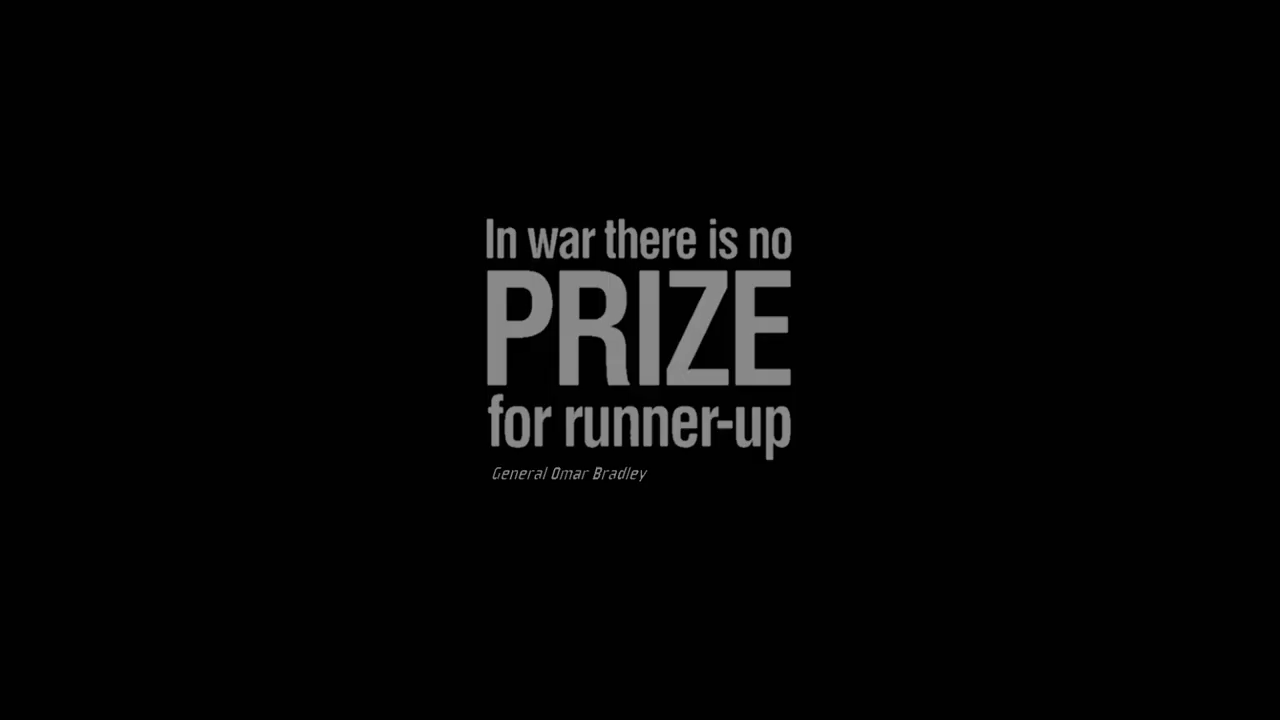 In war there is no
PRIZE
for runner-up
General Omar Bradley